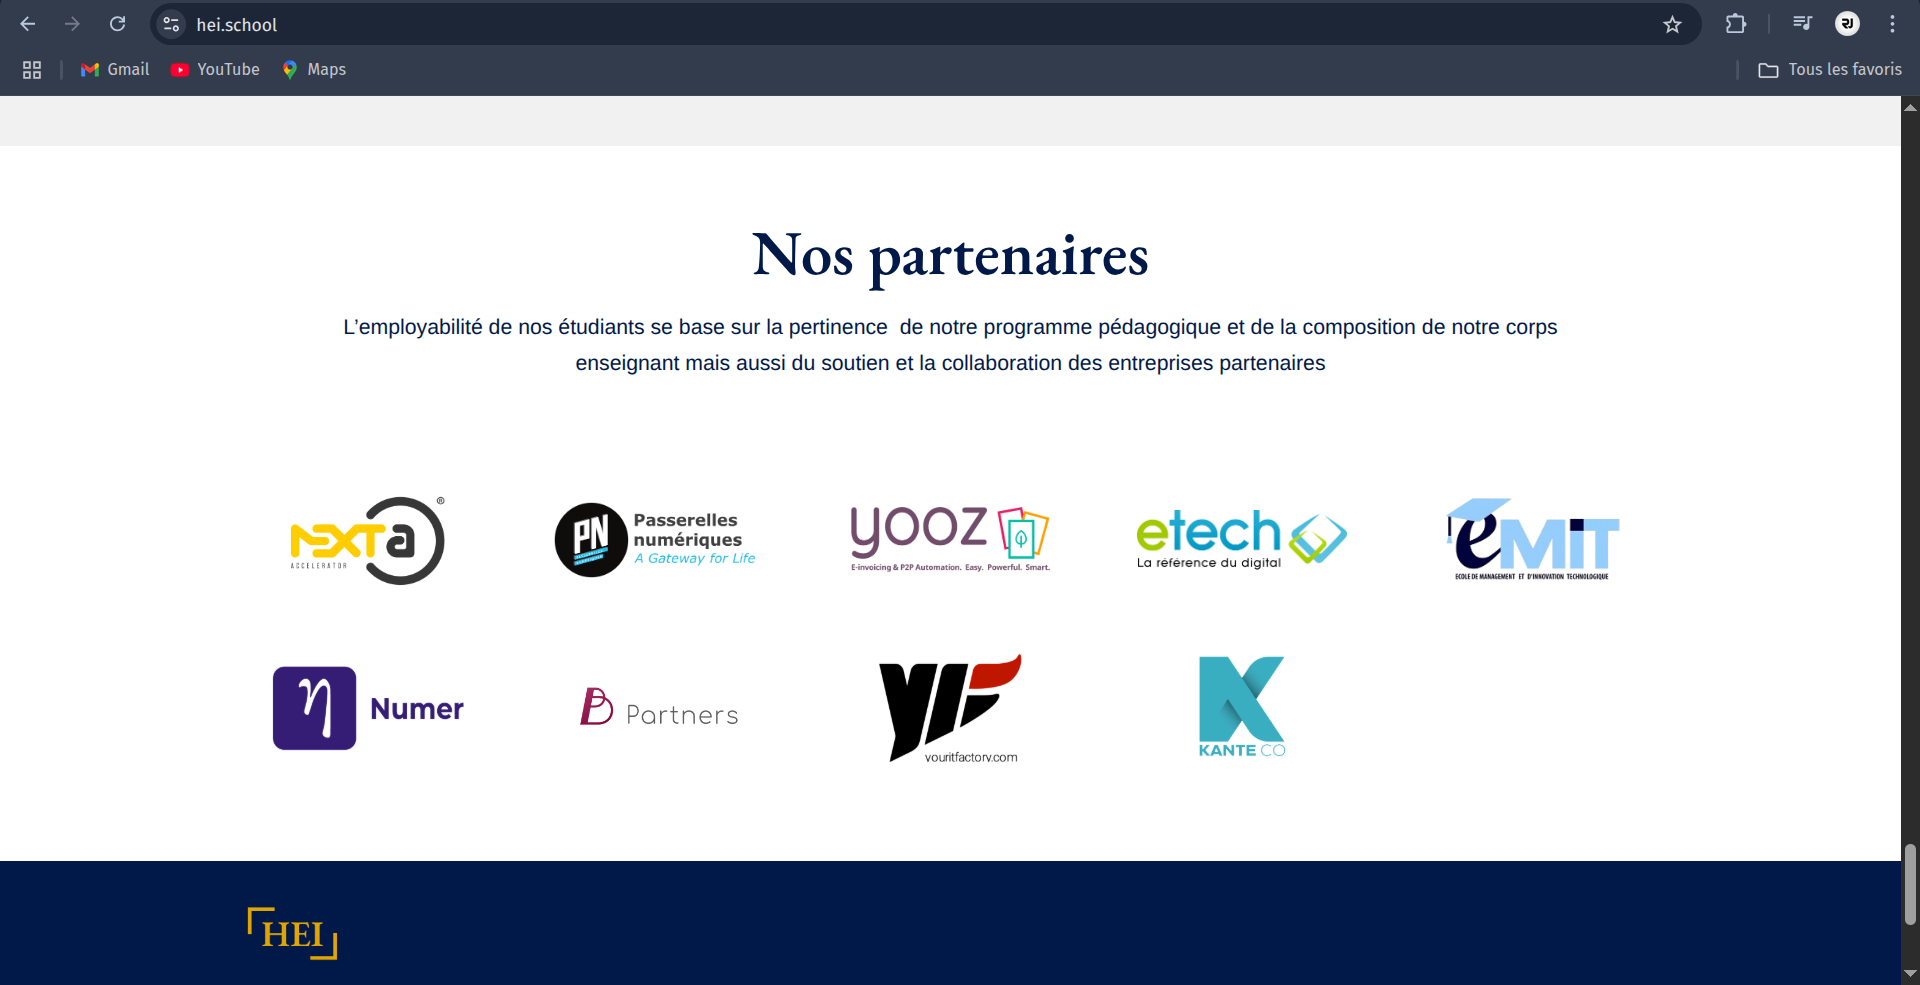 hei.school
Gmail
YouTube
Maps
Tous les favoris
Nos partenaires
L’employabilité de nos étudiants se base sur la pertinence  de notre programme pédagogique et de la composition de notre corps
enseignant mais aussi du soutien et la collaboration des entreprises partenaires
NEXTA
®
ACCELERATOR
PN
Passerelles
numériques
A Gateway for Life
yooz
E-invoicing & P2P Automation. Easy. Powerful. Smart.
etech
La référence du digital
eMIT
ECOLE DE MANAGEMENT ET D'INNOVATION TECHNOLOGIQUE
η
Numer
B Partners
YIF
youritfactory.com
K
KANTE CO
HEI